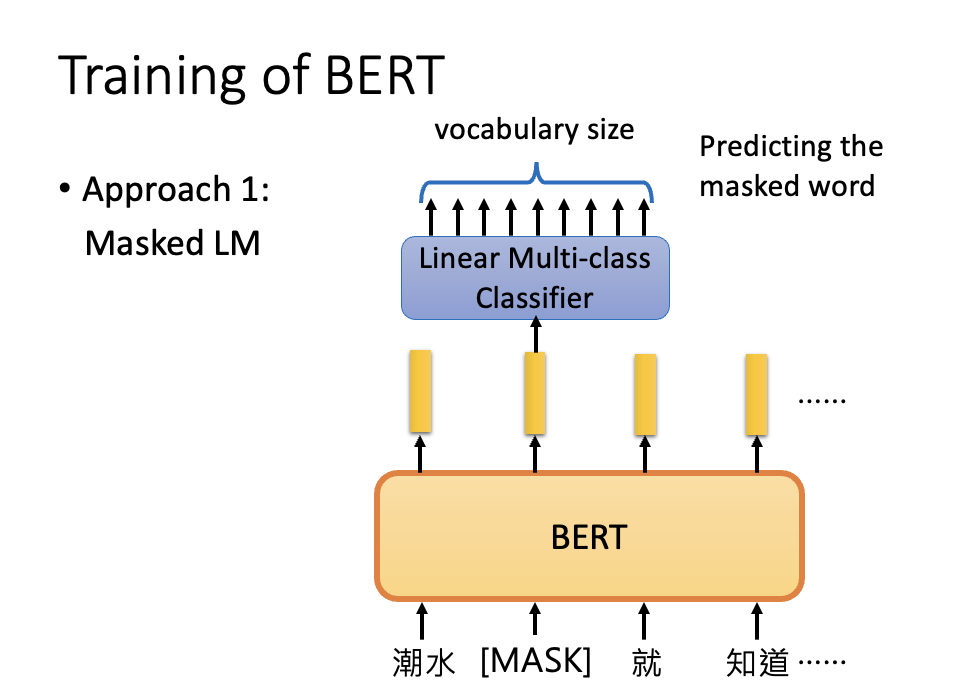 Training of BERT
• Approach 1:
Masked LM
vocabulary size
Predicting the
masked word
Linear Multi-class
Classifier
……
BERT
潮水 [MASK] 就 知道 ……